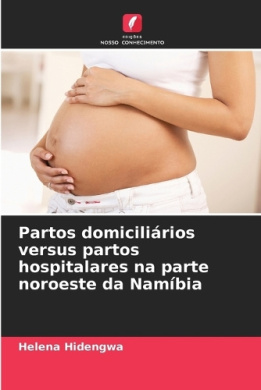 edições
NOSSO CONHECIMENTO
Partos domiciliários
versus partos
hospitalares na parte
noroeste da Namíbia
Helena Hidengwa